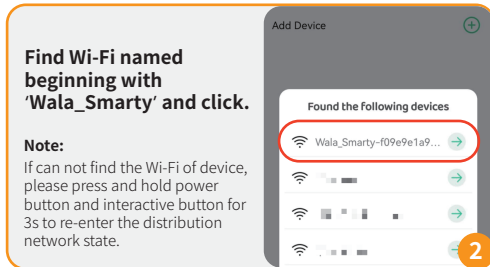 Find Wi-Fi named
beginning with
‘Wala_Smarty’ and click.
Note:
If can not find the Wi-Fi of device,
please press and hold power
button and interactive button for
3s to re-enter the distribution
network state.
Add Device
Found the following devices
Wala_Smarty-f09e9e1a9...
2